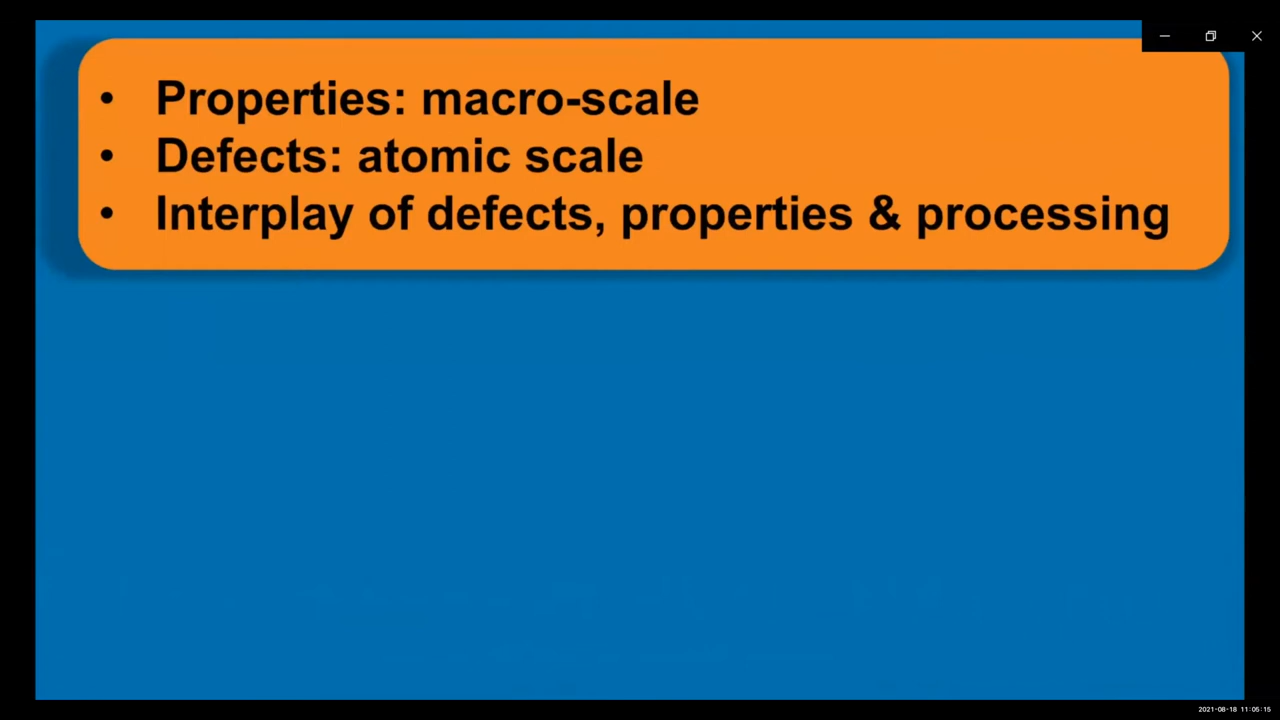 • Properties: macro-scale
• Defects: atomic scale
• Interplay of defects, properties & processing
2021-08-18 11:05:15